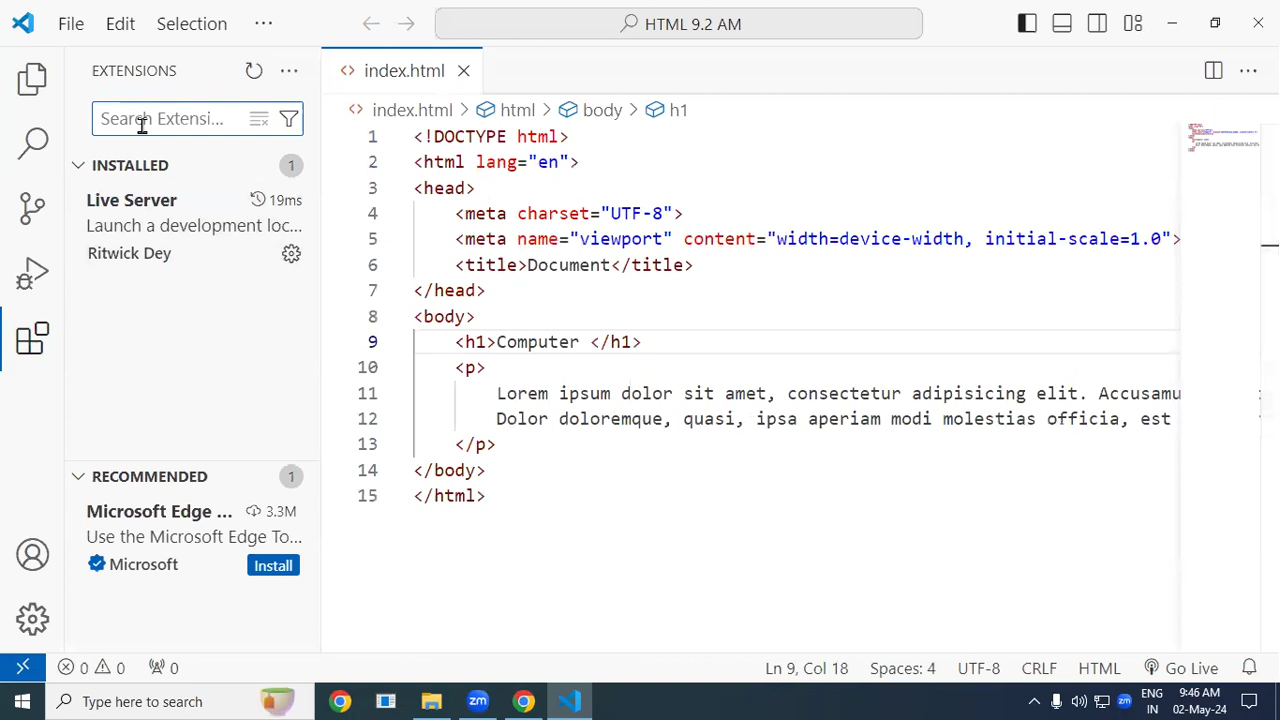 File Edit Selection ··· HTML 9.2 AM
EXTENSIONS
Search Extensi...
INSTALLED 1
Live Server 19ms
Launch a development loc...
Ritwick Dey
RECOMMENDED 1
Microsoft Edge ... 3.3M
Use the Microsoft Edge To...
Microsoft Install
index.html
index.html > html > body > h1
1 <!DOCTYPE html>
2 <html lang="en">
3 <head>
4 <meta charset="UTF-8">
5 <meta name="viewport" content="width=device-width, initial-scale=1.0">
6 <title>Document</title>
7 </head>
8 <body>
9 <h1>Computer </h1>
10 <p>
11 Lorem ipsum dolor sit amet, consectetur adipisicing elit. Accusamu
12 Dolor doloremque, quasi, ipsa aperiam modi molestias officia, est
13 </p>
14 </body>
15 </html>
0 0 0 Ln 9, Col 18 Spaces: 4 UTF-8 CRLF HTML Go Live
Type here to search zm zm ENG IN 9:46 AM 02-May-24